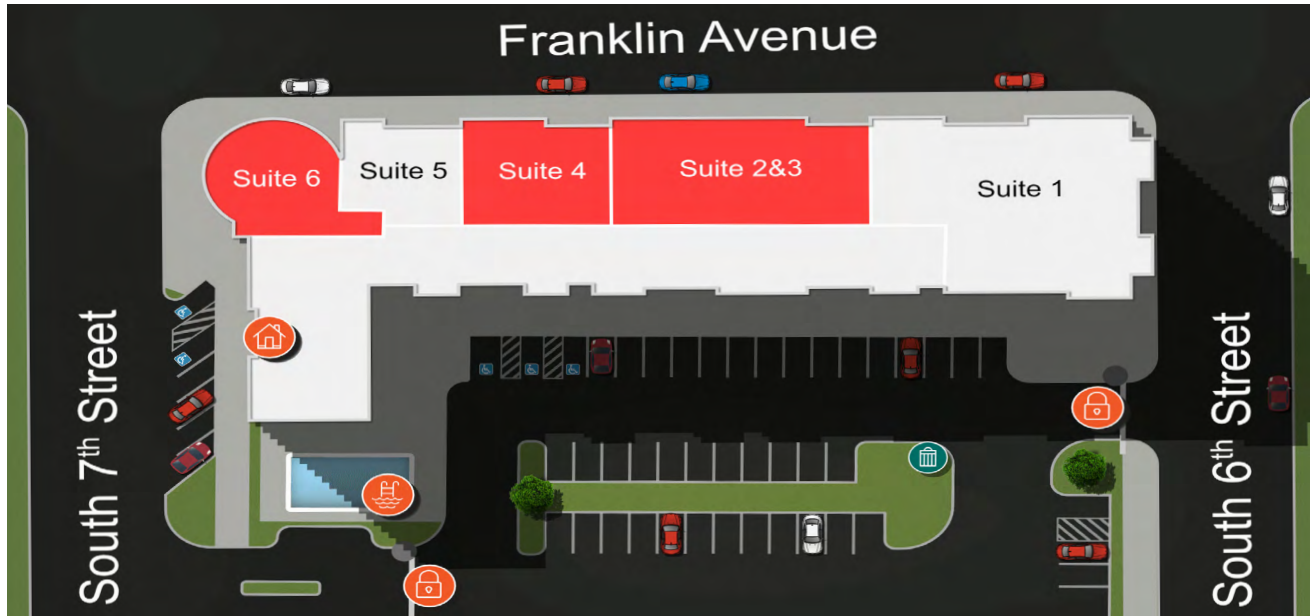 Franklin Avenue
Suite 6
Suite 5
Suite 4
Suite 2&3
Suite 1
South 7th Street
South 6th Street